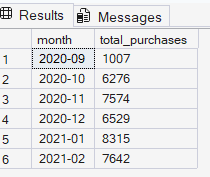 Results Messages
month total_purchases
1 2020-09 1007
2 2020-10 6276
3 2020-11 7574
4 2020-12 6529
5 2021-01 8315
6 2021-02 7642